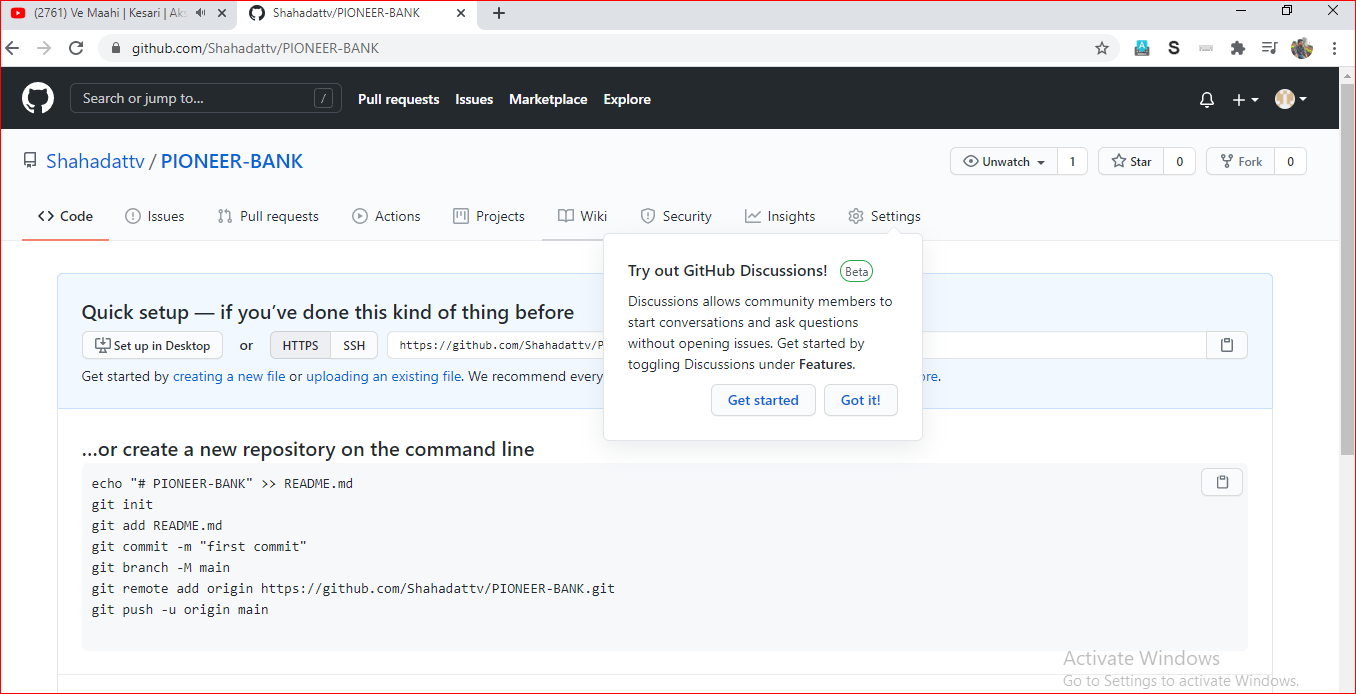 (2761) Ve Maahi | Kesari | Aks
Shahadattv/PIONEER-BANK
github.com/Shahadattv/PIONEER-BANK
S
Search or jump to... /
Pull requests Issues Marketplace Explore
Shahadattv / PIONEER-BANK
Unwatch 1 Star 0 Fork 0
Code Issues Pull requests Actions Projects Wiki Security Insights Settings
Try out GitHub Discussions! Beta
Discussions allows community members to
start conversations and ask questions
without opening issues. Get started by
toggling Discussions under Features.
Get started Got it!
Quick setup — if you’ve done this kind of thing before
Set up in Desktop or HTTPS SSH https://github.com/Shahadattv/P
Get started by creating a new file or uploading an existing file. We recommend every
re.
…or create a new repository on the command line
echo "# PIONEER-BANK" >> README.md
git init
git add README.md
git commit -m "first commit"
git branch -M main
git remote add origin https://github.com/Shahadattv/PIONEER-BANK.git
git push -u origin main
Activate Windows
Go to Settings to activate Windows.